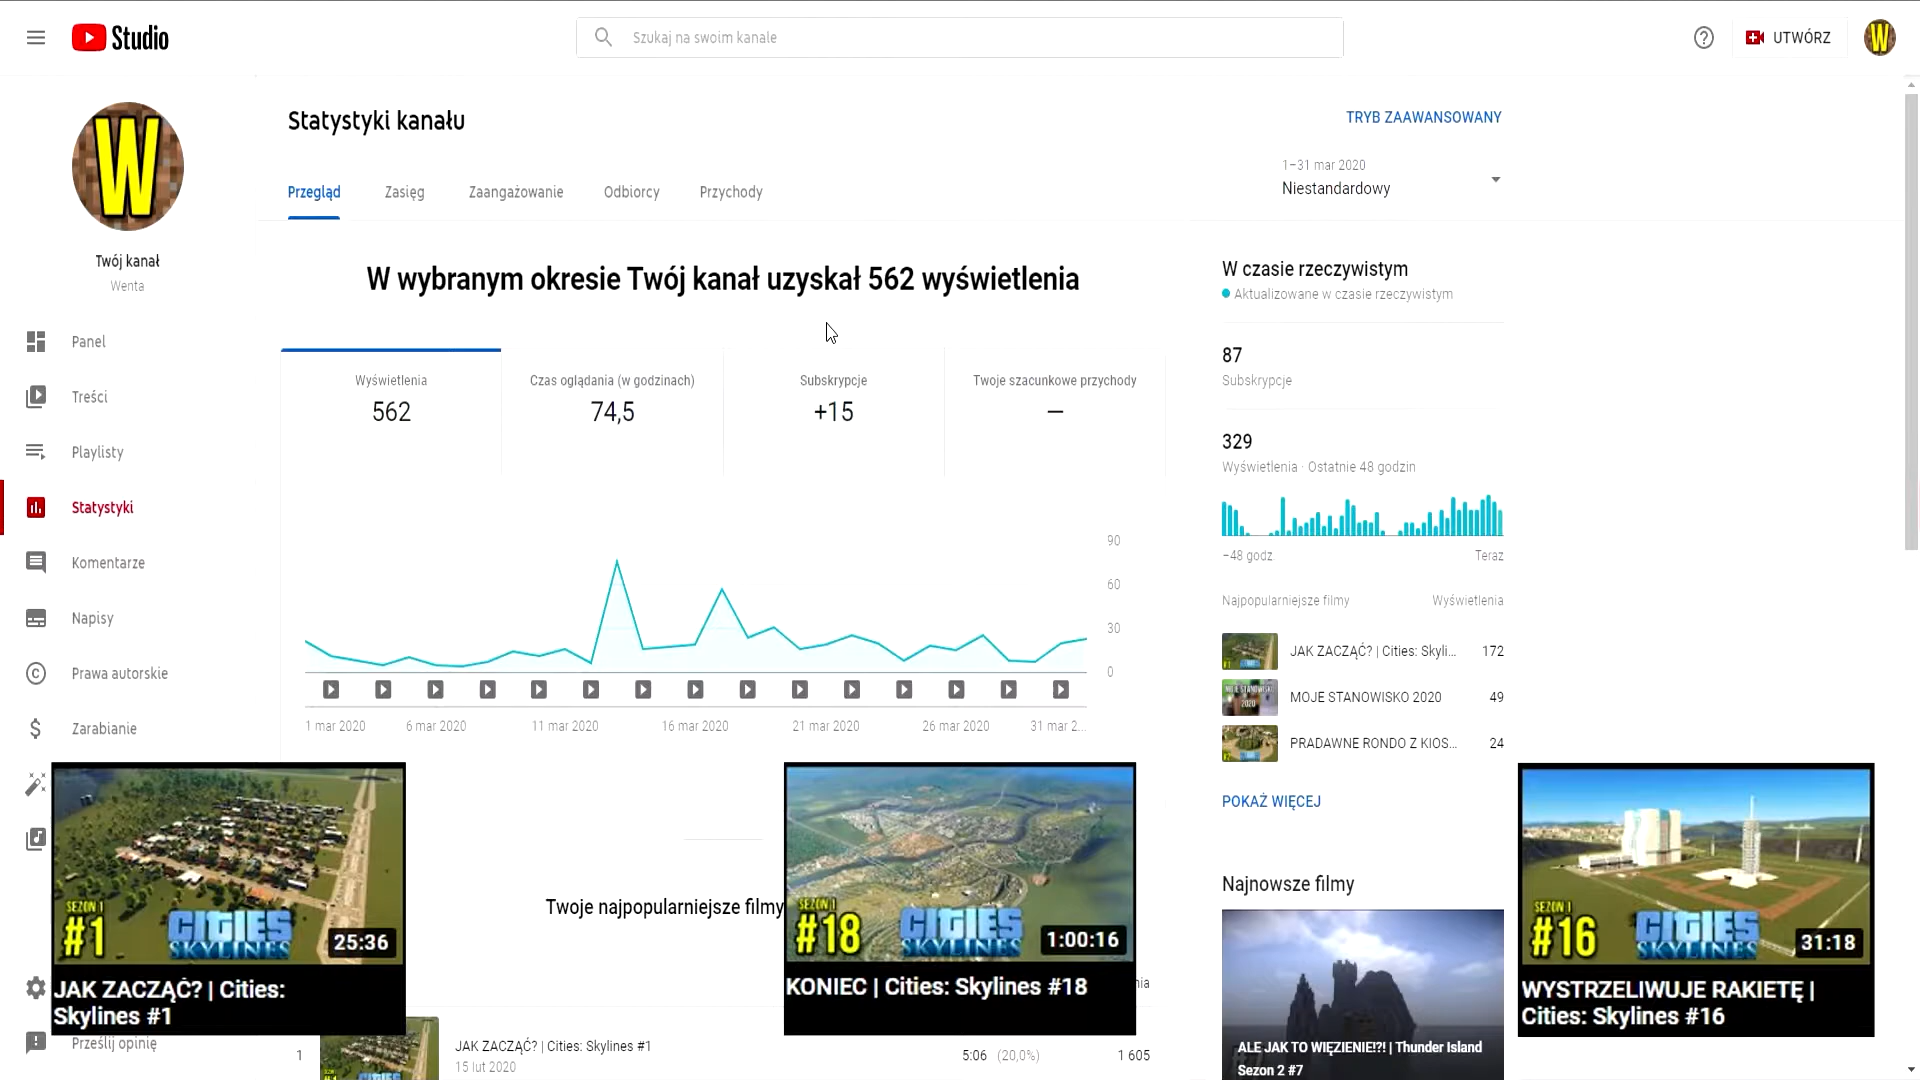 Studio
Szukaj na swoim kanale
UTWÓRZ
W
W
Twój kanał
Wenta
Panel
Treści
Playlisty
Statystyki
Komentarze
Napisy
Prawa autorskie
Zarabianie
Prześlij opinię
Statystyki kanału
TRYB ZAAWANSOWANY
1–31 mar 2020
Niestandardowy
Przegląd
Zasięg
Zaangażowanie
Odbiorcy
Przychody
W wybranym okresie Twój kanał uzyskał 562 wyświetlenia
Wyświetlenia
562
Czas oglądania (w godzinach)
74,5
Subskrypcje
+15
Twoje szacunkowe przychody
—
90
60
30
0
1 mar 2020
6 mar 2020
11 mar 2020
16 mar 2020
21 mar 2020
26 mar 2020
31 mar 2...
W czasie rzeczywistym
Aktualizowane w czasie rzeczywistym
87
Subskrypcje
329
Wyświetlenia · Ostatnie 48 godzin
−48 godz.
Teraz
Najpopularniejsze filmy
Wyświetlenia
JAK ZACZĄĆ? | Cities: Skyli...
172
MOJE STANOWISKO 2020
49
PRADAWNE RONDO Z KIOS...
24
POKAŻ WIĘCEJ
Najnowsze filmy
ALE JAK TO WIĘZIENIE!?! | Thunder Island
Sezon 2 #7
Twoje najpopularniejsze filmy
nia
1
JAK ZACZĄĆ? | Cities: Skylines #1
15 lut 2020
5:06 (20,0%)
1 605
SEZON 1
#1
CITIES
SKYLINES
25:36
JAK ZACZĄĆ? | Cities:
Skylines #1
SEZON 1
#18
CITIES
SKYLINES
1:00:16
KONIEC | Cities: Skylines #18
SEZON 1
#16
CITIES
SKYLINES
31:18
WYSTRZELIWUJE RAKIETĘ |
Cities: Skylines #16